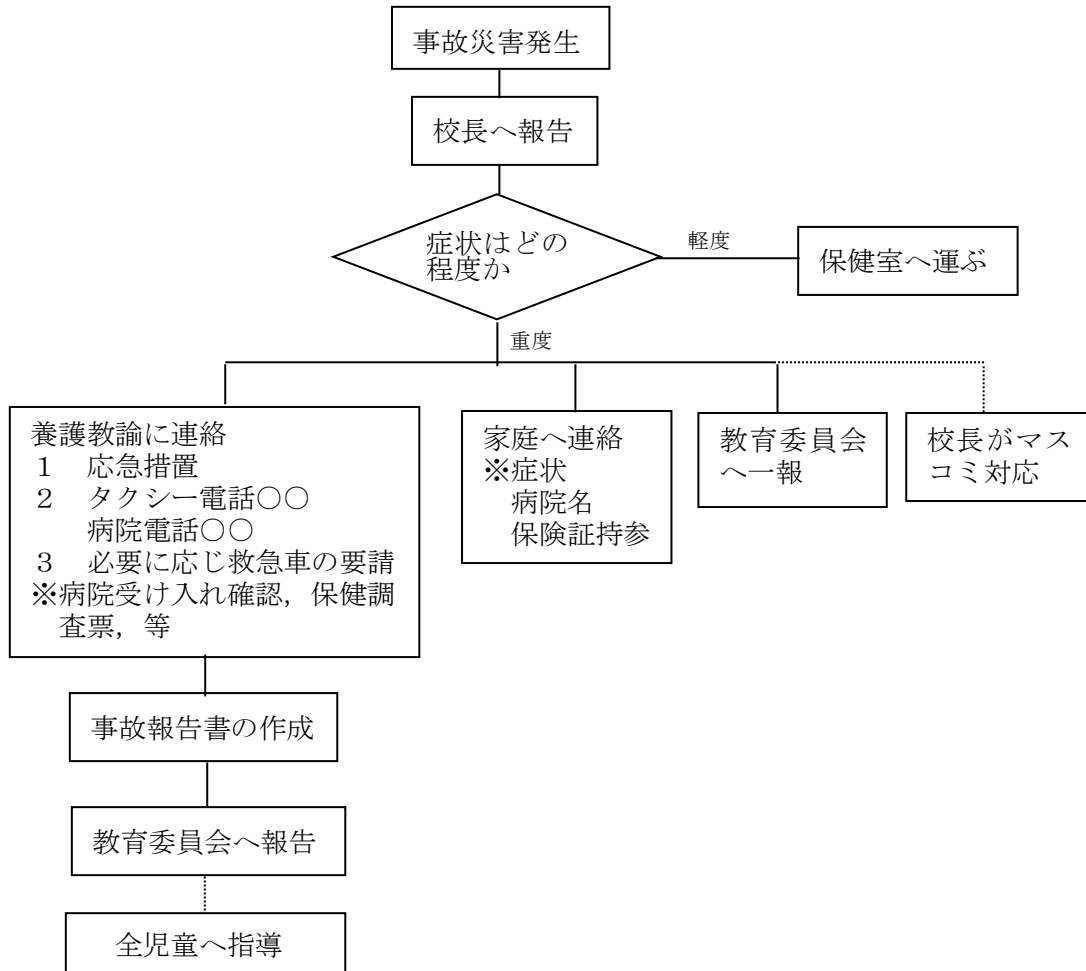 事故災害発生
校長へ報告
症状はどの
程度か
軽度
保健室へ運ぶ
重度
養護教諭に連絡
１　応急措置
２　タクシー電話○○
病院電話○○
３　必要に応じ救急車の要請
※病院受け入れ確認，保健調
査票，等
家庭へ連絡
※症状
病院名
保険証持参
教育委員会
へ一報
校長がマス
コミ対応
事故報告書の作成
教育委員会へ報告
全児童へ指導